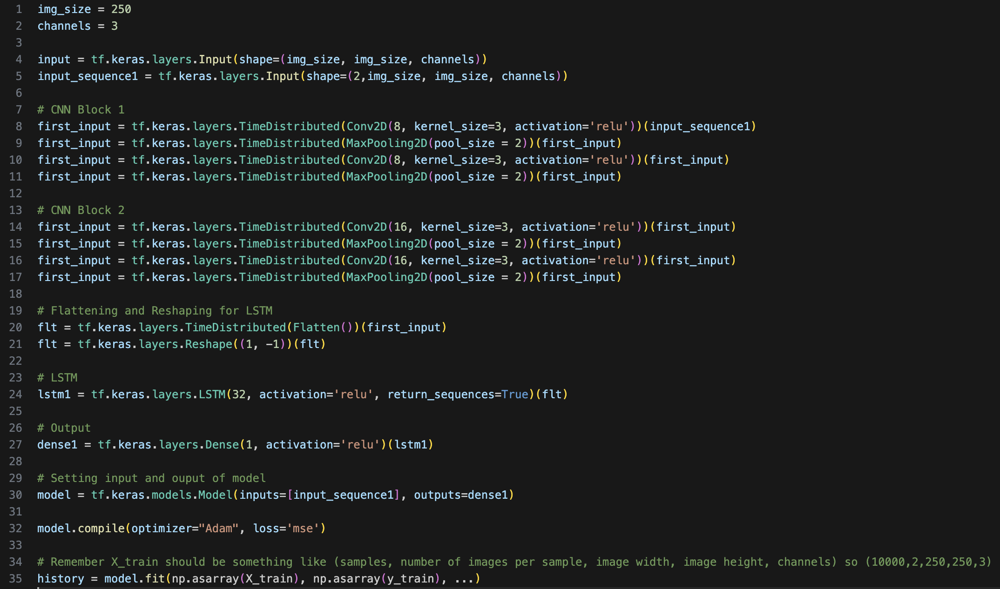 1 img_size = 250
2 channels = 3
3
4 input = tf.keras.layers.Input(shape=(img_size, img_size, channels))
5 input_sequence1 = tf.keras.layers.Input(shape=(2,img_size, img_size, channels))
6
7 # CNN Block 1
8 first_input = tf.keras.layers.TimeDistributed(Conv2D(8, kernel_size=3, activation='relu'))(input_sequence1)
9 first_input = tf.keras.layers.TimeDistributed(MaxPooling2D(pool_size = 2))(first_input)
10 first_input = tf.keras.layers.TimeDistributed(Conv2D(8, kernel_size=3, activation='relu'))(first_input)
11 first_input = tf.keras.layers.TimeDistributed(MaxPooling2D(pool_size = 2))(first_input)
12
13 # CNN Block 2
14 first_input = tf.keras.layers.TimeDistributed(Conv2D(16, kernel_size=3, activation='relu'))(first_input)
15 first_input = tf.keras.layers.TimeDistributed(MaxPooling2D(pool_size = 2))(first_input)
16 first_input = tf.keras.layers.TimeDistributed(Conv2D(16, kernel_size=3, activation='relu'))(first_input)
17 first_input = tf.keras.layers.TimeDistributed(MaxPooling2D(pool_size = 2))(first_input)
18
19 # Flattening and Reshaping for LSTM
20 flt = tf.keras.layers.TimeDistributed(Flatten())(first_input)
21 flt = tf.keras.layers.Reshape((1, -1))(flt)
22
23 # LSTM
24 lstm1 = tf.keras.layers.LSTM(32, activation='relu', return_sequences=True)(flt)
25
26 # Output
27 dense1 = tf.keras.layers.Dense(1, activation='relu')(lstm1)
28
29 # Setting input and ouput of model
30 model = tf.keras.models.Model(inputs=[input_sequence1], outputs=dense1)
31
32 model.compile(optimizer="Adam", loss='mse')
33
34 # Remember X_train should be something like (samples, number of images per sample, image width, image height, channels) so (10000,2,250,250,3)
35 history = model.fit(np.asarray(X_train), np.asarray(y_train), ...)